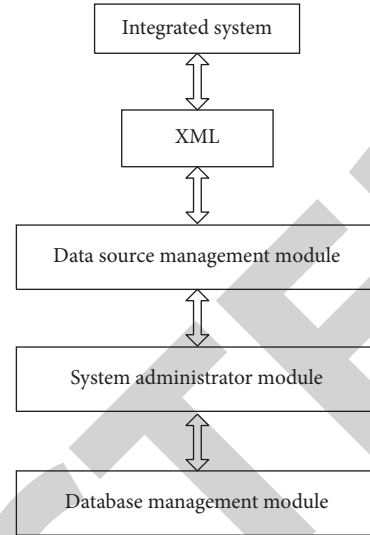 Integrated system
XML
Data source management module
System administrator module
Database management module